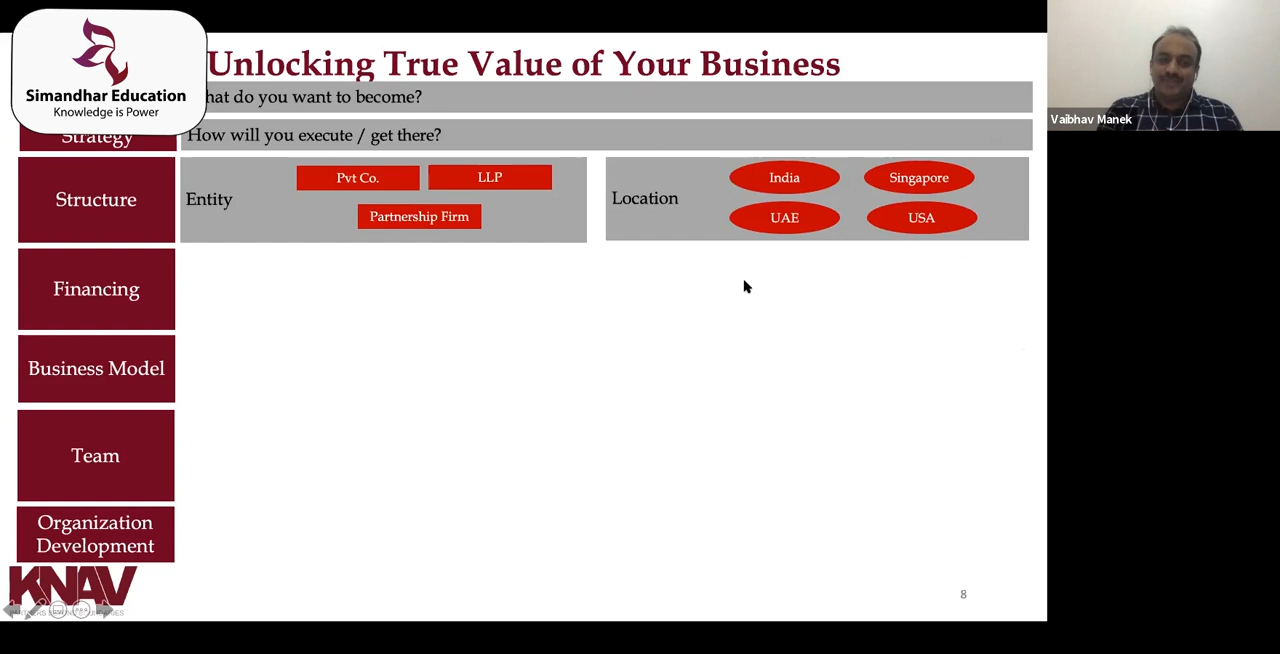 Simandhar Education
Knowledge is Power
Unlocking True Value of Your Business
hat do you want to become?
Strategy
How will you execute / get there?
Structure
Entity
Pvt Co.
LLP
Partnership Firm
Location
India
Singapore
UAE
USA
Financing
Business Model
Team
Organization
Development
KNAV
8
Vaibhav Manek